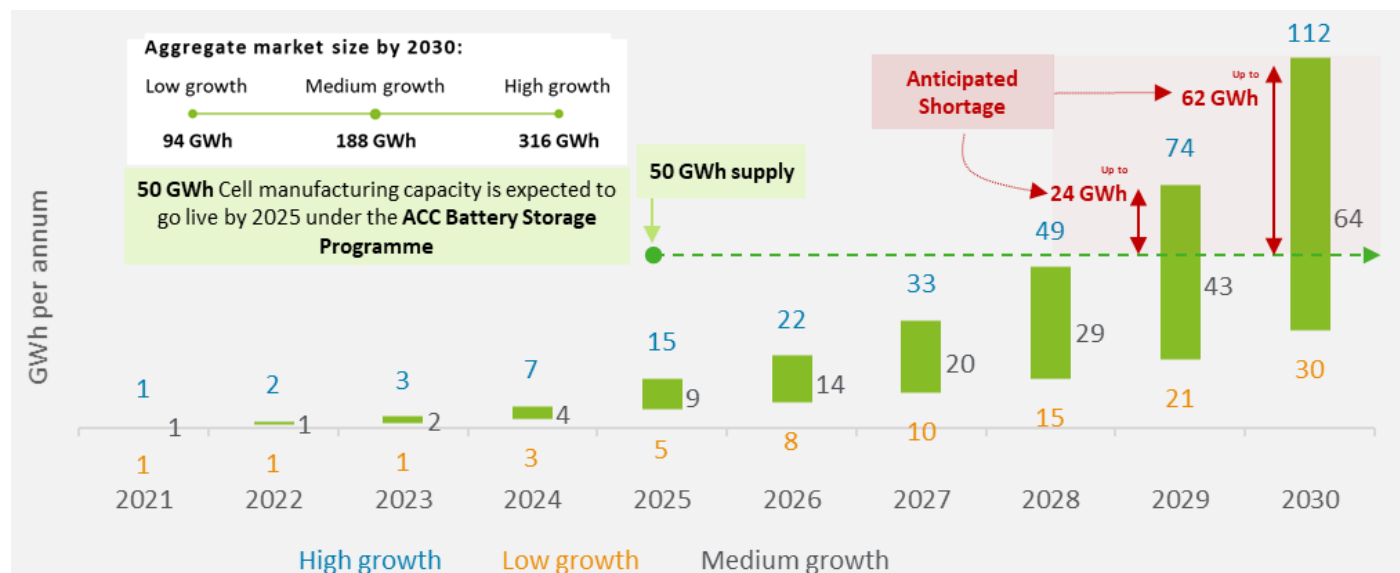 Aggregate market size by 2030:
Low growth Medium growth High growth
94 GWh 188 GWh 316 GWh
50 GWh Cell manufacturing capacity is expected to
go live by 2025 under the ACC Battery Storage
Programme
50 GWh supply
Anticipated
Shortage
Up to
62 GWh
Up to
24 GWh
GWh per annum
1 2 3 7 15 22 33 49 74 112
1 1 2 4 9 14 20 29 43 64
1 1 1 3 5 8 10 15 21 30
2021 2022 2023 2024 2025 2026 2027 2028 2029 2030
High growth Low growth Medium growth